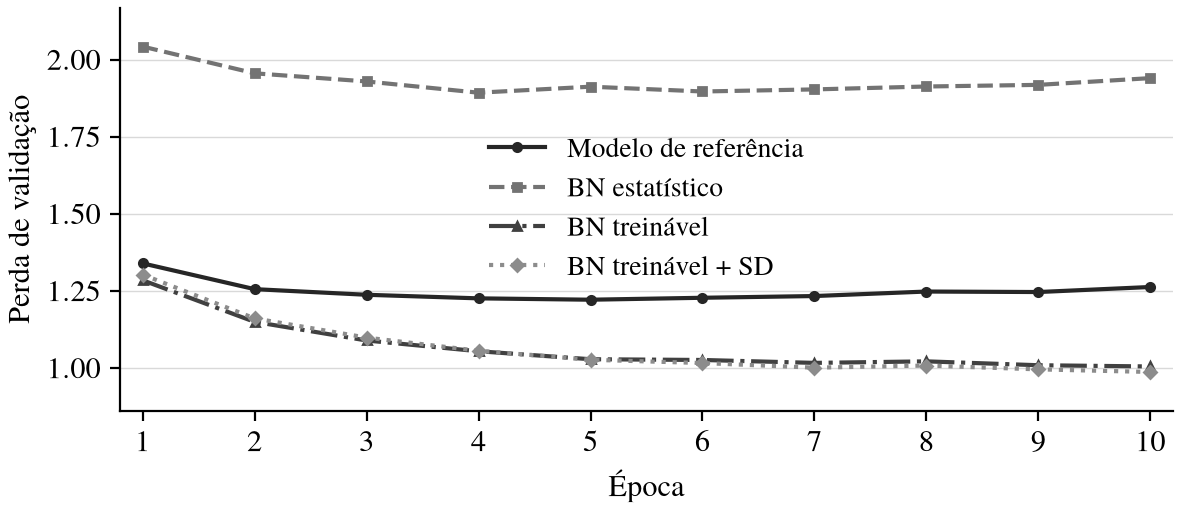 Perda de validação
2.00
1.75
1.50
1.25
1.00
Modelo de referência
BN estatístico
BN treinável
BN treinável + SD
1 2 3 4 5 6 7 8 9 10
Época